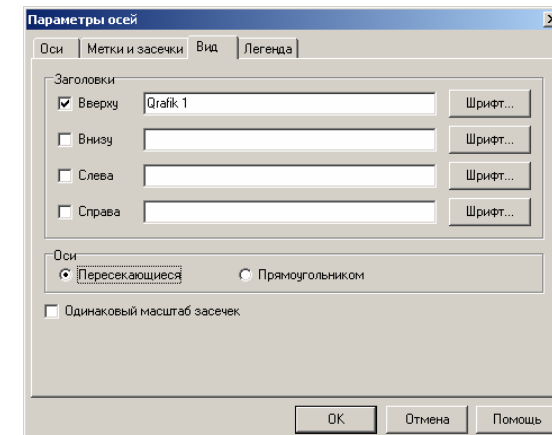 Параметры осей
Оси Метки и засечки Вид Легенда
Заголовки
Вверху Qrafik 1 Шрифт...
Внизу Шрифт...
Слева Шрифт...
Справа Шрифт...
Оси
Пересекающиеся Прямоугольником
Одинаковый масштаб засечек
OK Отмена Помощь